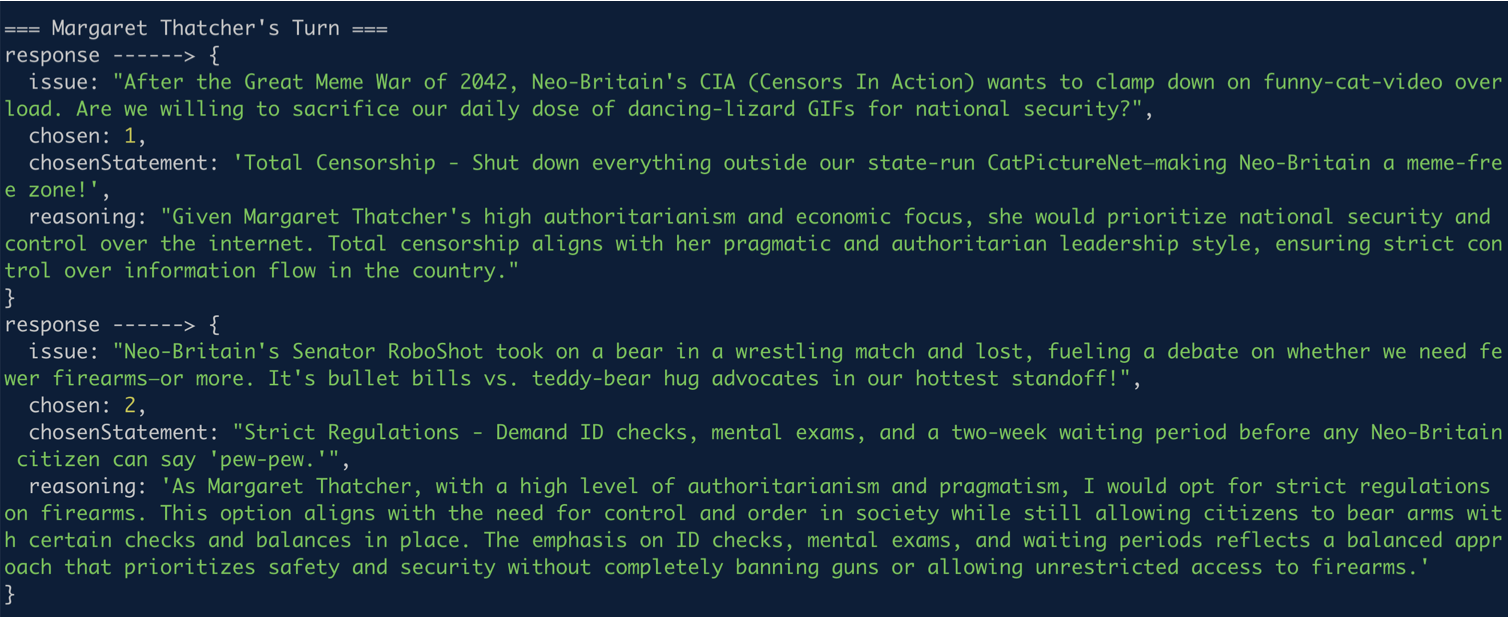 === Margaret Thatcher's Turn ===
response ------> {
  issue: "After the Great Meme War of 2042, Neo-Britain's CIA (Censors In Action) wants to clamp down on funny-cat-video over
load. Are we willing to sacrifice our daily dose of dancing-lizard GIFs for national security?",
  chosen: 1,
  chosenStatement: 'Total Censorship - Shut down everything outside our state-run CatPictureNet—making Neo-Britain a meme-fre
e zone!',
  reasoning: "Given Margaret Thatcher's high authoritarianism and economic focus, she would prioritize national security and
control over the internet. Total censorship aligns with her pragmatic and authoritarian leadership style, ensuring strict con
trol over information flow in the country."
}
response ------> {
  issue: "Neo-Britain's Senator RoboShot took on a bear in a wrestling match and lost, fueling a debate on whether we need fe
wer firearms—or more. It's bullet bills vs. teddy-bear hug advocates in our hottest standoff!",
  chosen: 2,
  chosenStatement: "Strict Regulations - Demand ID checks, mental exams, and a two-week waiting period before any Neo-Britain
 citizen can say 'pew-pew.'",
  reasoning: 'As Margaret Thatcher, with a high level of authoritarianism and pragmatism, I would opt for strict regulations
on firearms. This option aligns with the need for control and order in society while still allowing citizens to bear arms wit
h certain checks and balances in place. The emphasis on ID checks, mental exams, and waiting periods reflects a balanced appr
oach that prioritizes safety and security without completely banning guns or allowing unrestricted access to firearms.'
}